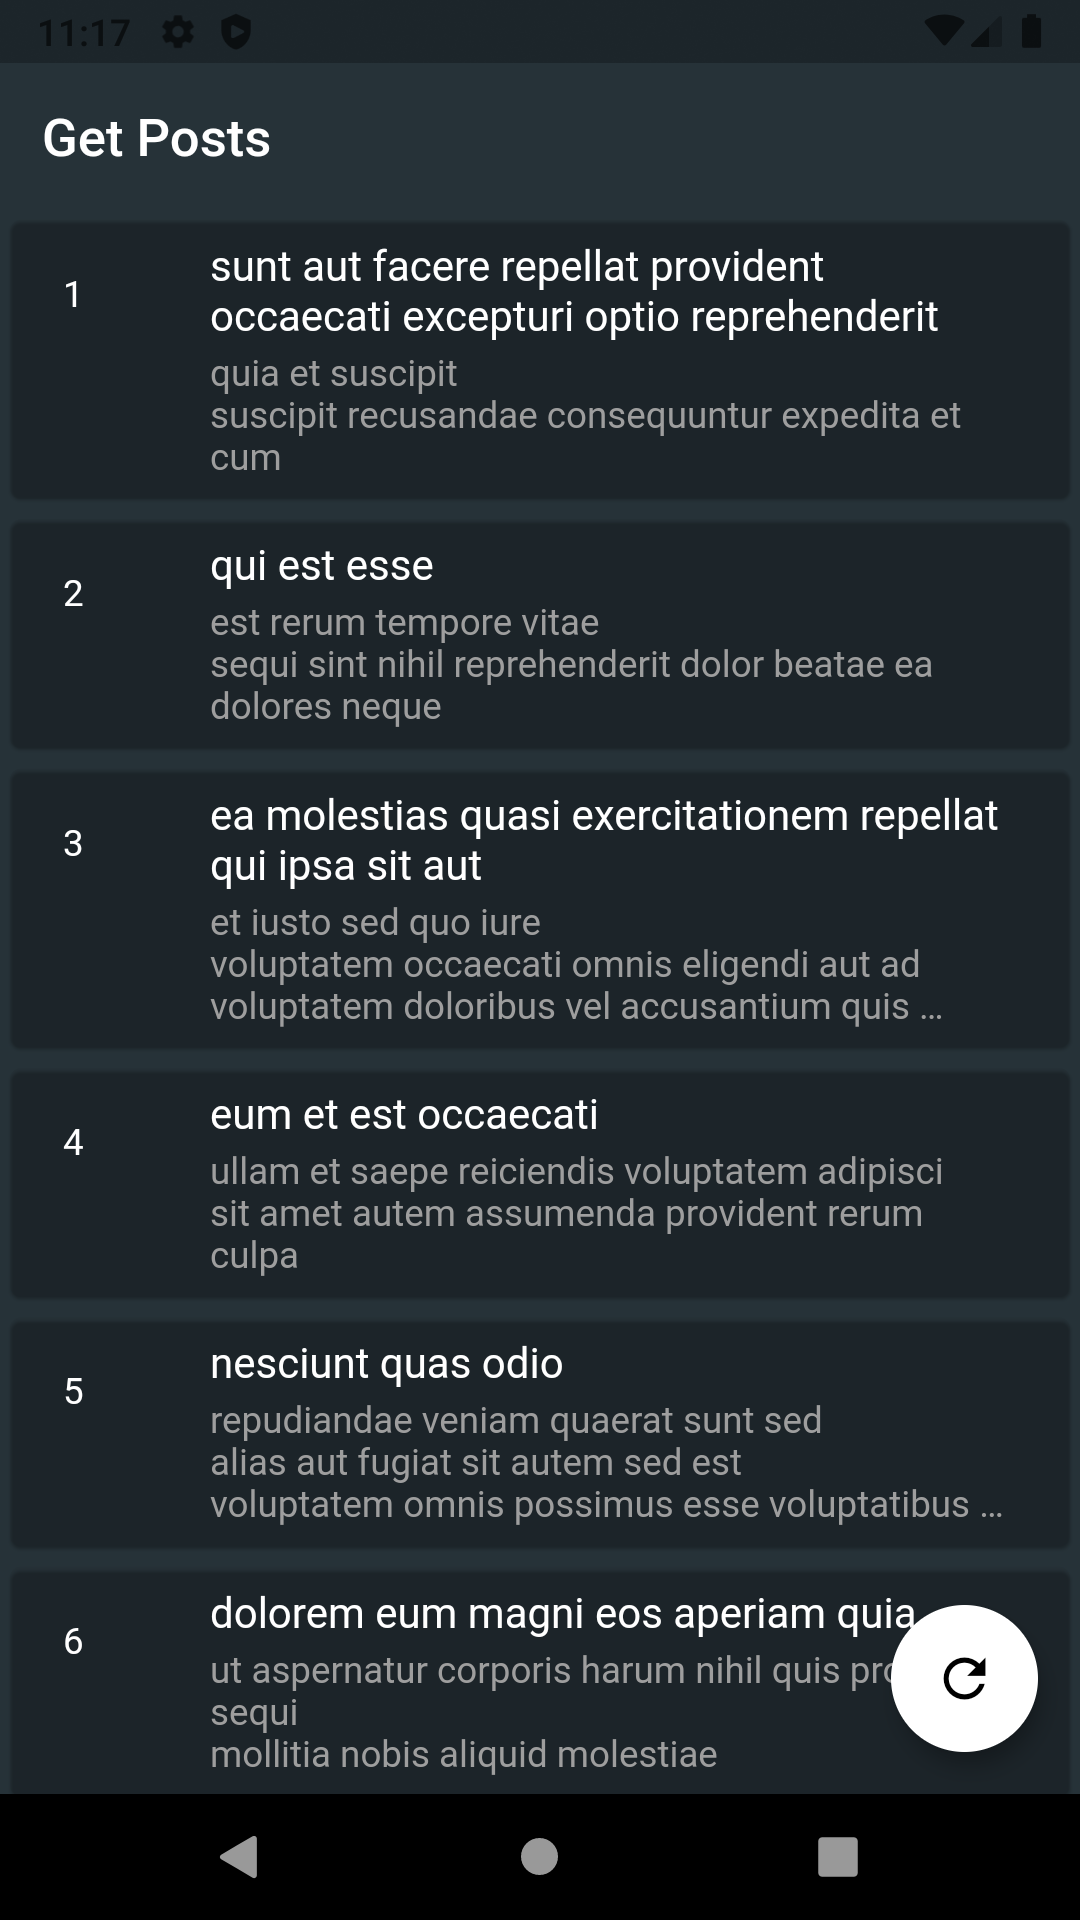 11:17
Get Posts
1
sunt aut facere repellat provident
occaecati excepturi optio reprehenderit
quia et suscipit
suscipit recusandae consequuntur expedita et
cum
2
qui est esse
est rerum tempore vitae
sequi sint nihil reprehenderit dolor beatae ea
dolores neque
3
ea molestias quasi exercitationem repellat
qui ipsa sit aut
et iusto sed quo iure
voluptatem occaecati omnis eligendi aut ad
voluptatem doloribus vel accusantium quis ...
4
eum et est occaecati
ullam et saepe reiciendis voluptatem adipisci
sit amet autem assumenda provident rerum
culpa
5
nesciunt quas odio
repudiandae veniam quaerat sunt sed
alias aut fugiat sit autem sed est
voluptatem omnis possimus esse voluptatibus ...
6
dolorem eum magni eos aperiam quia
ut aspernatur corporis harum nihil quis
sequi
mollitia nobis aliquid molestiae